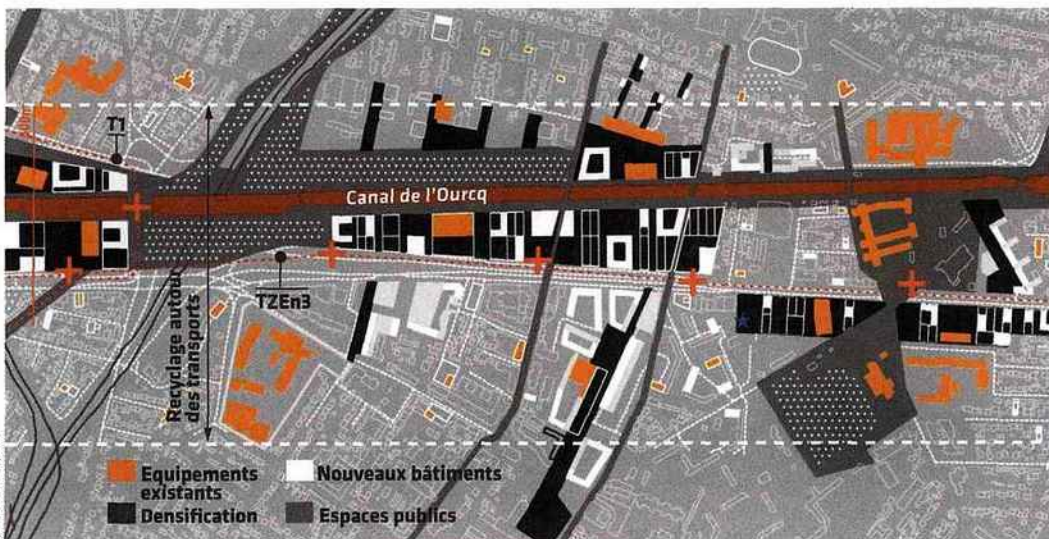 T1
Canal de l'Ourcq
TZEn3
Recyclage autour
des transports
Equipements
existants
Nouveaux bâtiments
Densification
Espaces publics